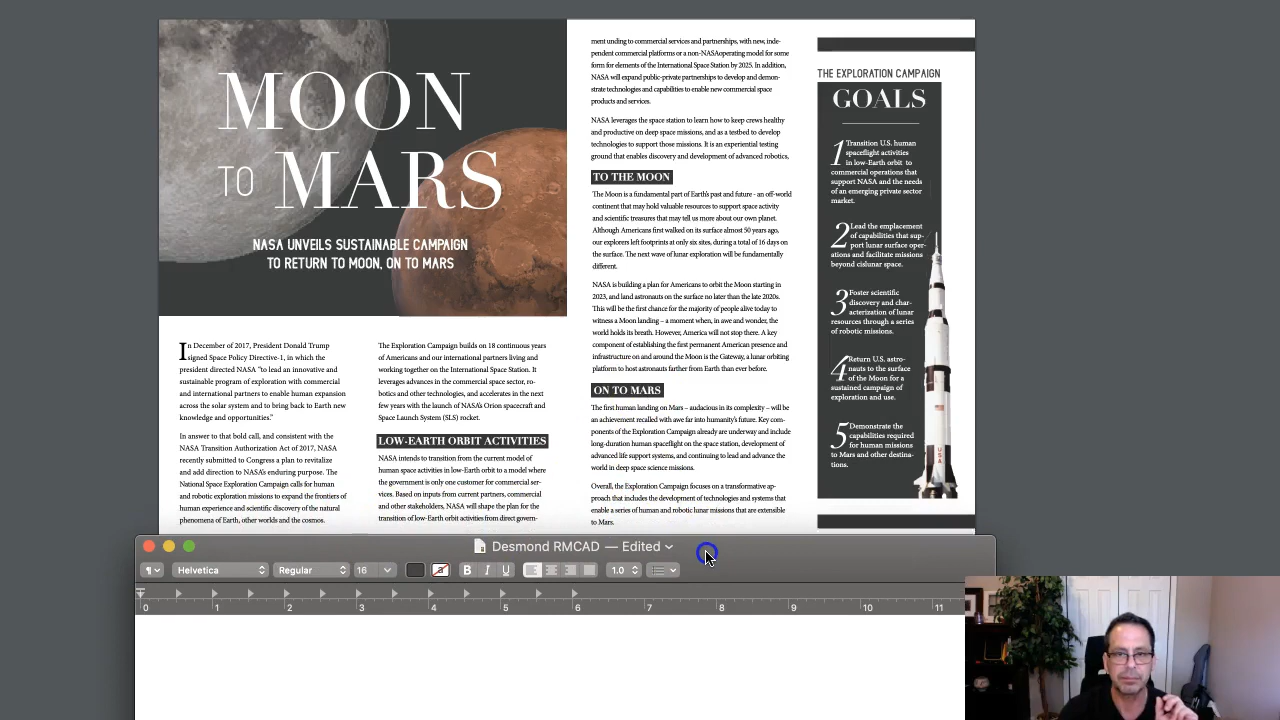 MOON
TO MARS
NASA UNVEILS SUSTAINABLE CAMPAIGN
TO RETURN TO MOON, ON TO MARS
In December of 2017, President Donald Trump
signed Space Policy Directive-1, in which the
president directed NASA “to lead an innovative and
sustainable program of exploration with commercial
and international partners to enable human expansion
across the solar system and to bring back to Earth new
knowledge and opportunities.”
In answer to that bold call, and consistent with the
NASA Transition Authorization Act of 2017, NASA
recently submitted to Congress a plan to revitalize
and add direction to NASA’s enduring purpose. The
National Space Exploration Campaign calls for human
and robotic exploration missions to expand the frontiers of
human experience and scientific discovery of the natural
phenomena of Earth, other worlds and the cosmos.
The Exploration Campaign builds on 18 continuous years
of Americans and our international partners living and
working together on the International Space Station. It
leverages advances in the commercial space sector, ro-
botics and other technologies, and accelerates in the next
few years with the launch of NASA’s Orion spacecraft and
Space Launch System (SLS) rocket.
LOW-EARTH ORBIT ACTIVITIES
NASA intends to transition from the current model of
human space activities in low-Earth orbit to a model where
the government is only one customer for commercial ser-
vices. Based on inputs from current partners, commercial
and other stakeholders, NASA will shape the plan for the
transition of low-Earth orbit activities from direct govern-
ment unding to commercial services and partnerships, with new, inde-
pendent commercial platforms or a non-NASAoperating model for some
form for elements of the International Space Station by 2025. In addition,
NASA will expand public-private partnerships to develop and demon-
strate technologies and capabilities to enable new commercial space
products and services.
NASA leverages the space station to learn how to keep crews healthy
and productive on deep space missions, and as a testbed to develop
technologies to support those missions. It is an experiential testing
ground that enables discovery and development of advanced robotics,
TO THE MOON
The Moon is a fundamental part of Earth’s past and future - an off-world
continent that may hold valuable resources to support space activity
and scientific treasures that may tell us more about our own planet.
Although Americans first walked on its surface almost 50 years ago,
our explorers left footprints at only six sites, during a total of 16 days on
the surface. The next wave of lunar exploration will be fundamentally
different.
NASA is building a plan for Americans to orbit the Moon starting in
2023, and land astronauts on the surface no later than the late 2020s.
This will be the first chance for the majority of people alive today to
witness a Moon landing – a moment when, in awe and wonder, the
world holds its breath. However, America will not stop there. A key
component of establishing the first permanent American presence and
infrastructure on and around the Moon is the Gateway, a lunar orbiting
platform to host astronauts farther from Earth than ever before.
ON TO MARS
The first human landing on Mars – audacious in its complexity – will be
an achievement recalled with awe far into humanity’s future. Key com-
ponents of the Exploration Campaign already are underway and include
long-duration human spaceflight on the space station, development of
advanced life support systems, and continuing to lead and advance the
world in deep space science missions.
Overall, the Exploration Campaign focuses on a transformative ap-
proach that includes the development of technologies and systems that
enable a series of human and robotic lunar missions that are extensible
to Mars.
THE EXPLORATION CAMPAIGN
GOALS
1 Transition U.S. human
spaceflight activities
in low-Earth orbit to
commercial operations that
support NASA and the needs
of an emerging private sector
market.
2 Lead the emplacement
of capabilities that sup-
port lunar surface oper-
ations and facilitate missions
beyond cislunar space.
3 Foster scientific
discovery and char-
acterization of lunar
resources through a series
of robotic missions.
4 Return U.S. astro-
nauts to the surface
of the Moon for a
sustained campaign of
exploration and use.
5 Demonstrate the
capabilities required
for human missions
to Mars and other destina-
tions.
USA
Desmond RMCAD — Edited
¶ Helvetica Regular 16 a B I U 1.0
0 1 2 3 4 5 6 7 8 9 10 11